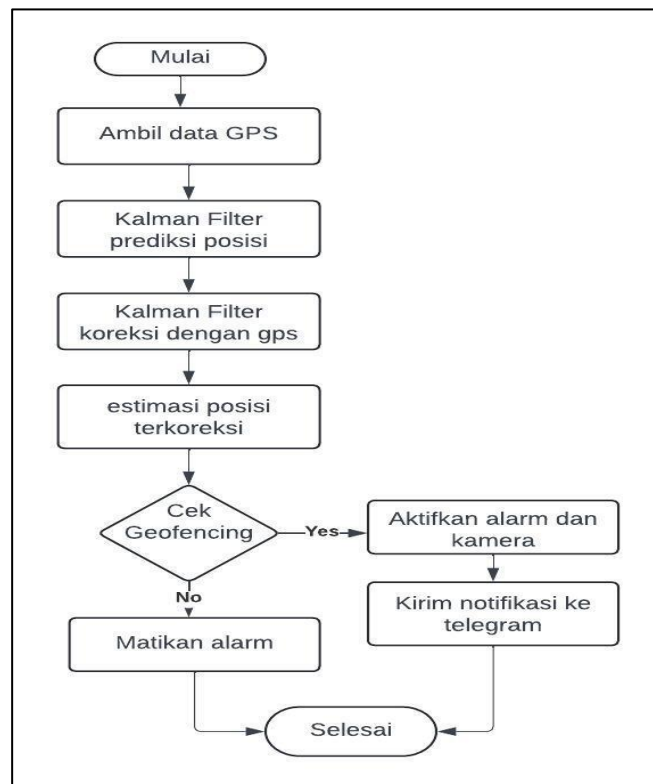 Mulai
Ambil data GPS
Kalman Filter
prediksi posisi
Kalman Filter
koreksi dengan gps
estimasi posisi
terkoreksi
Cek
Geofencing
Yes
Aktifkan alarm dan
kamera
No
Kirim notifikasi ke
telegram
Matikan alarm
Selesai